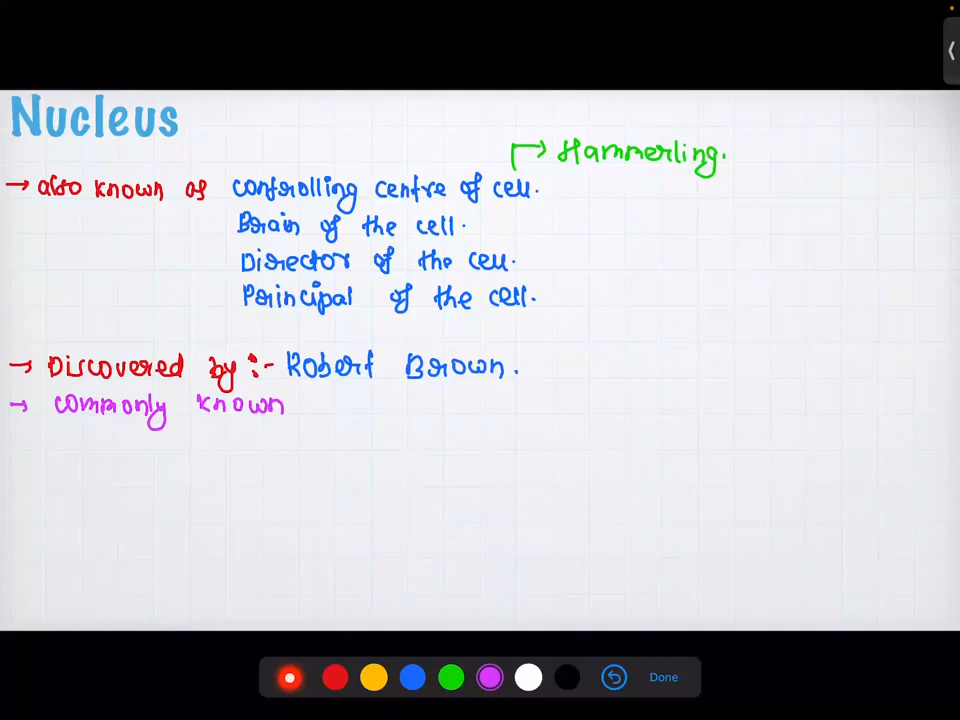 Nucleus
→ Hammerling.
→ also known as controlling centre of cell.
Brain of the cell.
Director of the cell.
Principal of the cell.
→ Discovered by :- Robert Brown.
→ commonly known
Done